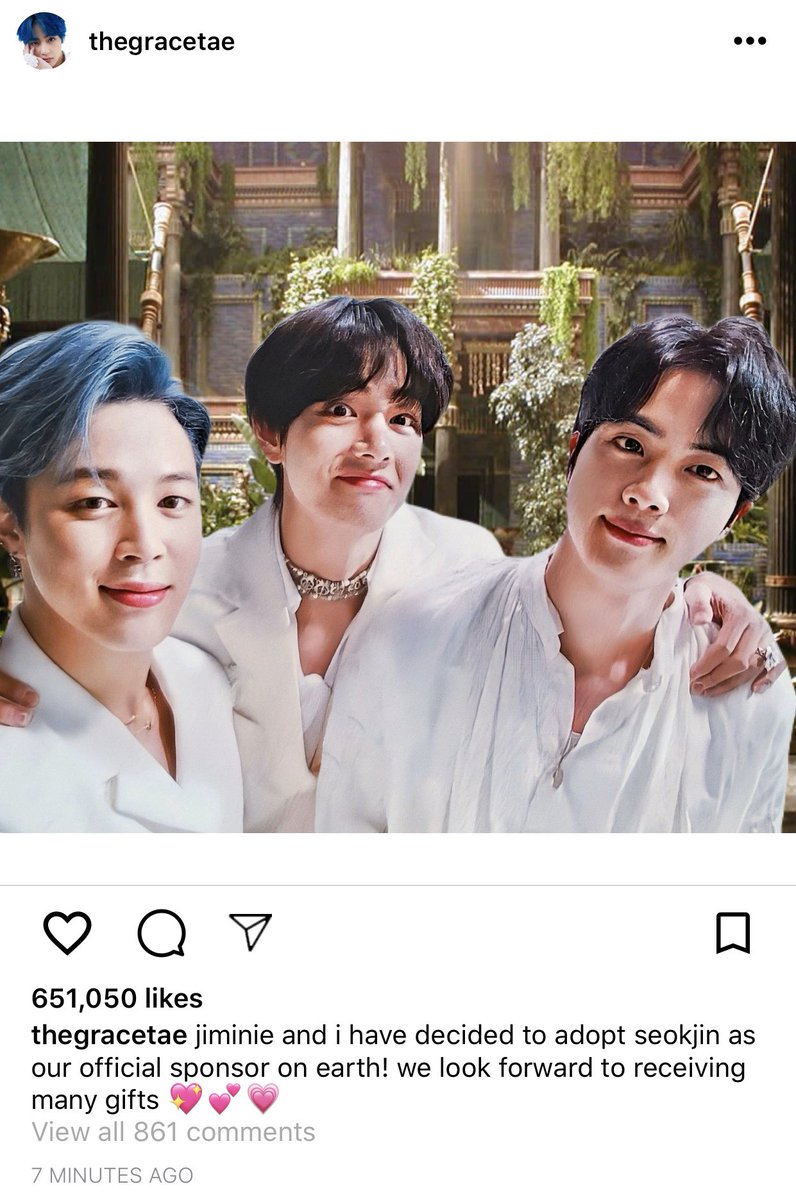 thegracetae
651,050 likes
thegracetae jiminie and i have decided to adopt seokjin as
our official sponsor on earth! we look forward to receiving
many gifts 💖💕💗
View all 861 comments
7 MINUTES AGO